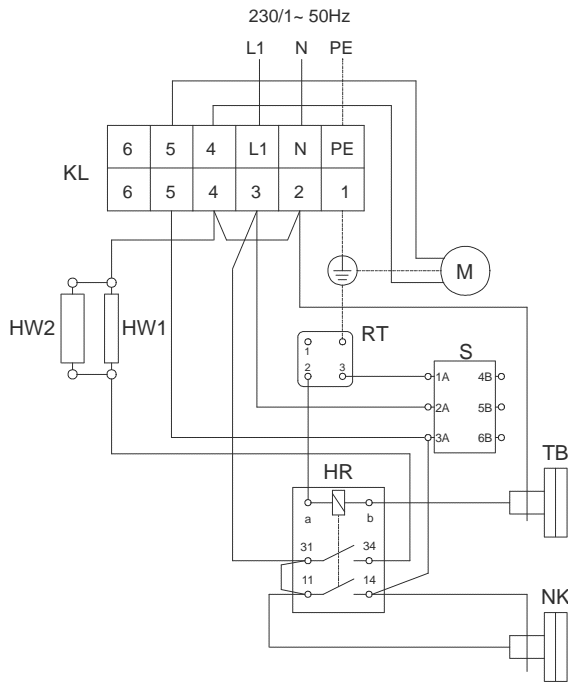 230/1~ 50Hz
L1 N PE
KL
6 5 4 L1 N PE
6 5 4 3 2 1
M
HW2 HW1
RT
1
2 3
S
1A 4B
2A 5B
3A 6B
TB
HR
a b
31 34
11 14
NK